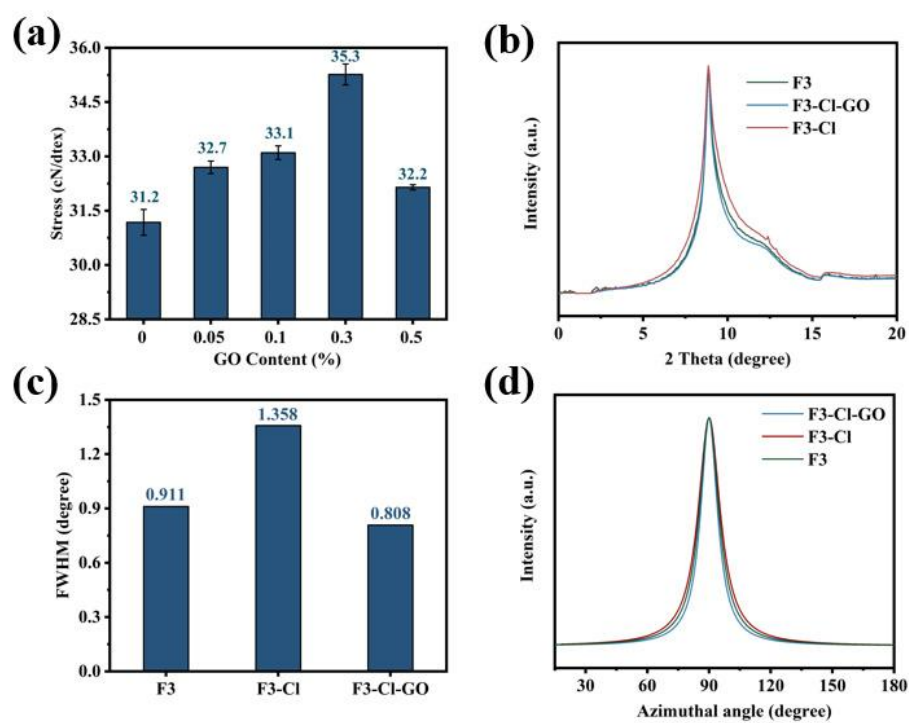 (a)
36.0
34.5
33.0
31.5
30.0
28.5
Stress (cN/dtex)
31.2
32.7
33.1
35.3
32.2
0
0.05
0.1
0.3
0.5
GO Content (%)
(b)
Intensity (a.u.)
F3
F3-Cl-GO
F3-Cl
0
5
10
15
20
2 Theta (degree)
(c)
1.5
1.2
0.9
0.6
0.3
0.0
FWHM (degree)
0.911
1.358
0.808
F3
F3-Cl
F3-Cl-GO
(d)
Intensity (a.u.)
F3-Cl-GO
F3-Cl
F3
30
60
90
120
150
180
Azimuthal angle (degree)